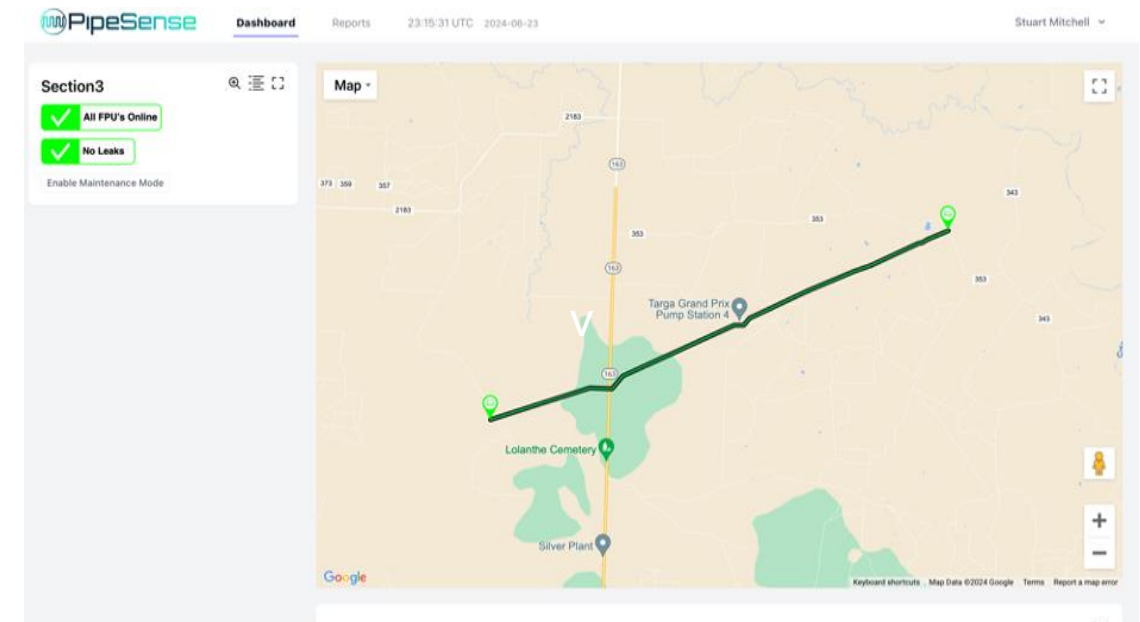 PipeSense
Dashboard
Reports
23:15:31 UTC 2024-06-23
Stuart Mitchell
Section3
All FPU's Online
No Leaks
Enable Maintenance Mode
Map
2183
163
373 359 357
343
2183
353
353
163
353
Targa Grand Prix
Pump Station 4
343
V
163
Lolanthe Cemetery
Silver Plant
Google
Keyboard shortcuts
Map Data ©2024 Google
Terms
Report a map error